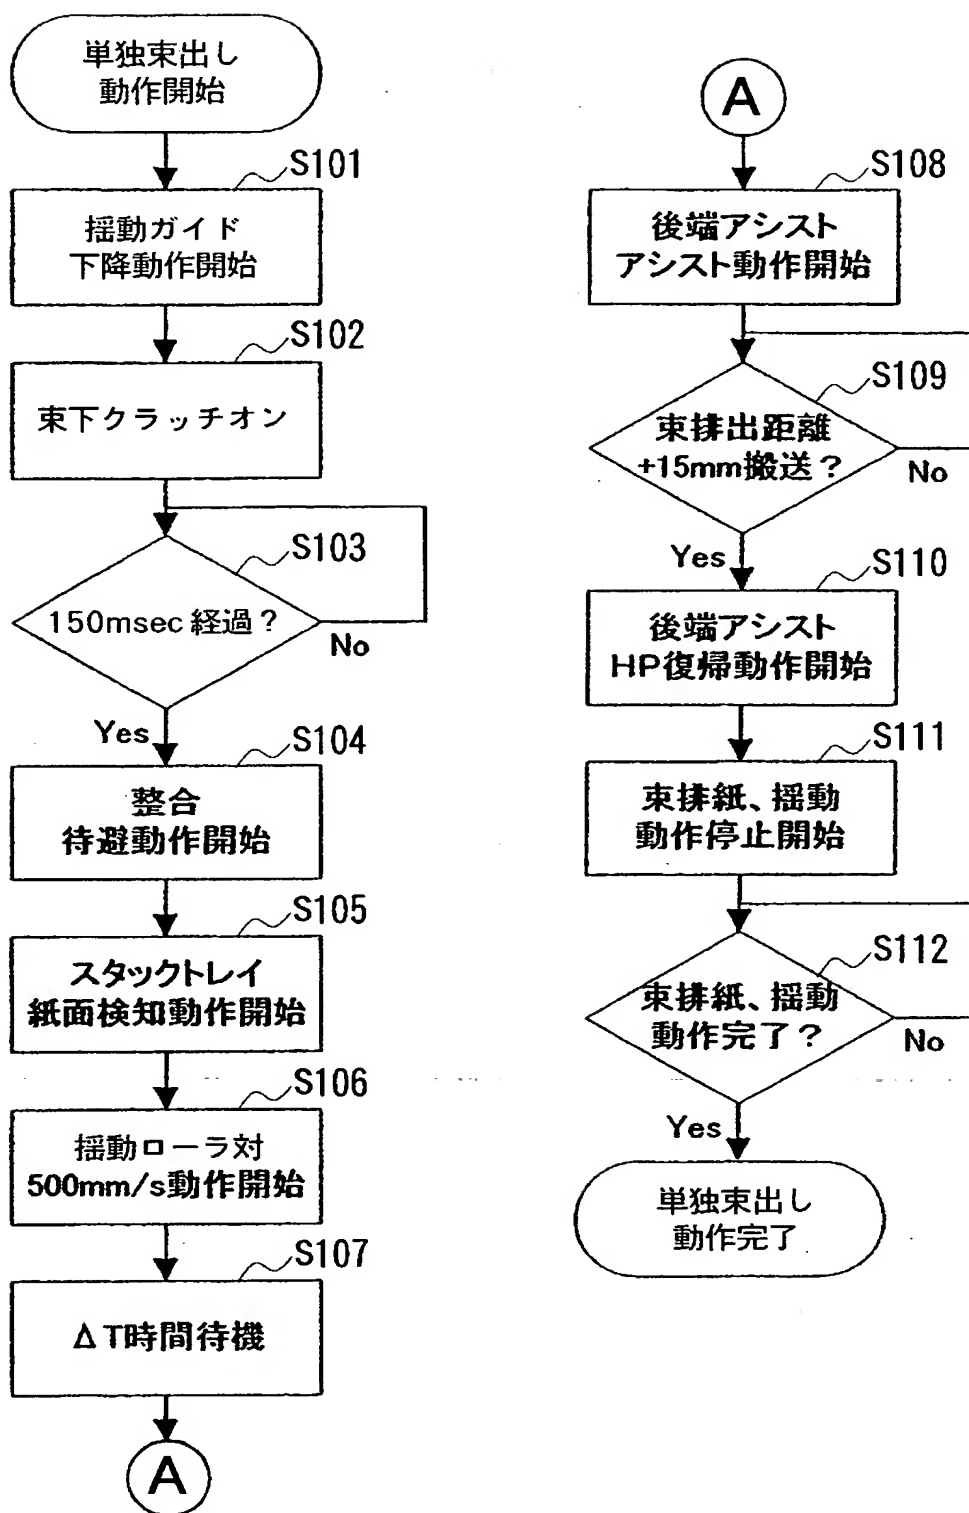 単独束出し
動作開始
S101
揺動ガイド
下降動作開始
S102
束下クラッチオン
S103
150msec経過?
No
Yes
S104
整合
待避動作開始
S105
スタックトレイ
紙面検知動作開始
S106
揺動ローラ対
500mm/s動作開始
S107
ΔT時間待機
A
A
S108
後端アシスト
アシスト動作開始
S109
束排出距離
+15mm搬送?
No
Yes
S110
後端アシスト
HP復帰動作開始
S111
束排紙、揺動
動作停止開始
S112
束排紙、揺動
動作完了?
No
Yes
単独束出し
動作完了